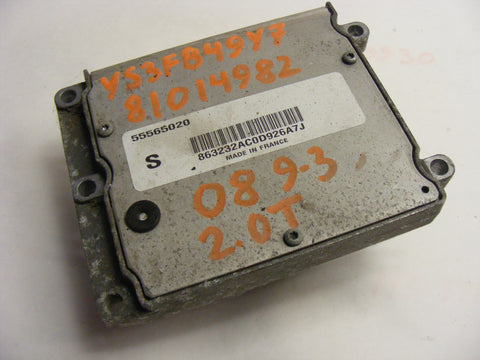 YS3FB49Y7
81014982
55565020
S
863232AC0D926A7J
MADE IN FRANCE
08 9-3
2.0T